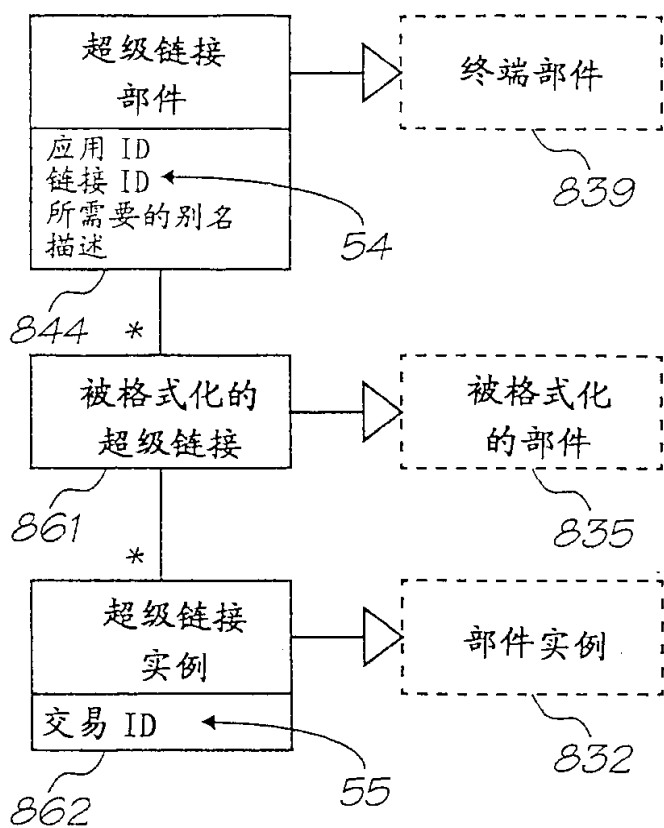 超级链接
部件
终端部件
839
应用 ID
链接 ID
所需要的别名
描述
54
844
*
被格式化的
超级链接
被格式化
的部件
861
835
*
超级链接
实例
部件实例
交易 ID
832
55
862